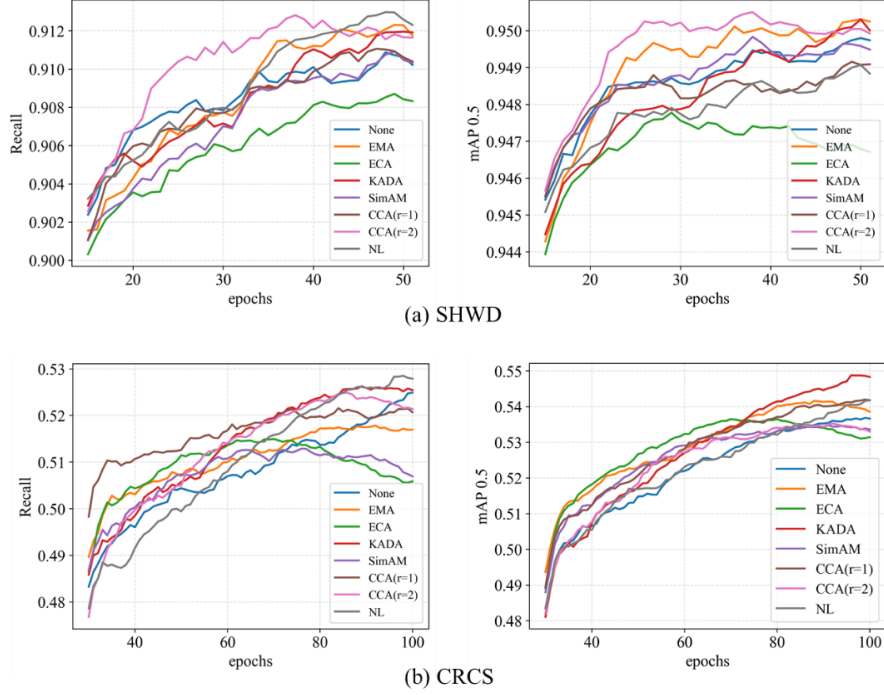 0.912
0.910
0.908
0.906
0.904
0.902
0.900
Recall
20
30
40
50
epochs
None
EMA
ECA
KADA
SimAM
CCA(r=1)
CCA(r=2)
NL
0.950
0.949
0.948
0.947
0.946
0.945
0.944
mAP 0.5
20
30
40
50
epochs
None
EMA
ECA
KADA
SimAM
CCA(r=1)
CCA(r=2)
NL
(a) SHWD
0.53
0.52
0.51
0.50
0.49
0.48
Recall
40
60
80
100
epochs
None
EMA
ECA
KADA
SimAM
CCA(r=1)
CCA(r=2)
NL
0.55
0.54
0.53
0.52
0.51
0.50
0.49
0.48
mAP 0.5
40
60
80
100
epochs
None
EMA
ECA
KADA
SimAM
CCA(r=1)
CCA(r=2)
NL
(b) CRCS